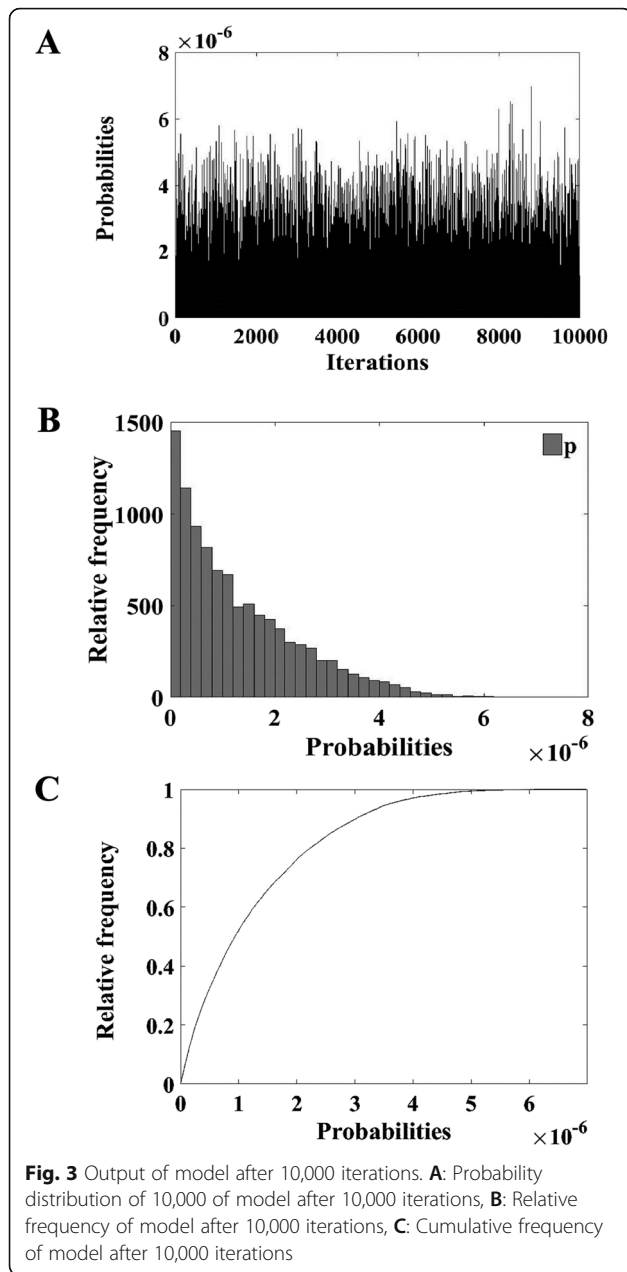 A
×10-6
8
6
4
2
0
Probabilities
0 2000 4000 6000 8000 10000
Iterations
B
1500
1000
500
0
Relative frequency
p
0 2 4 6 8
Probabilities ×10-6
C
1
0.8
0.6
0.4
0.2
0
Relative frequency
0 1 2 3 4 5 6
Probabilities ×10-6
Fig. 3 Output of model after 10,000 iterations. A: Probability
distribution of 10,000 of model after 10,000 iterations, B: Relative
frequency of model after 10,000 iterations, C: Cumulative frequency
of model after 10,000 iterations